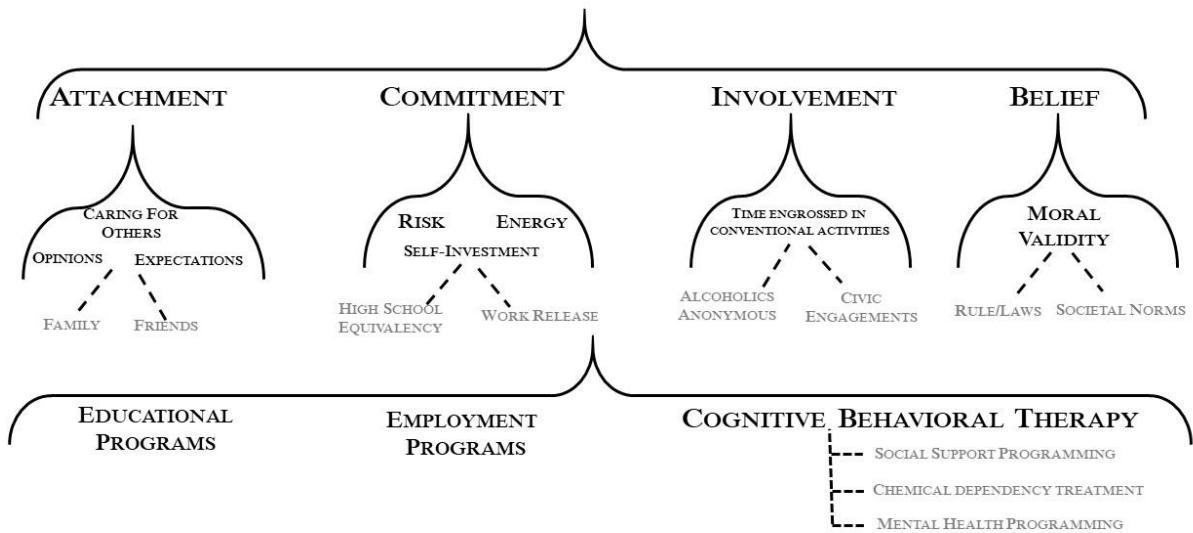 ATTACHMENT
COMMITMENT
INVOLVEMENT
BELIEF
CARING FOR
OTHERS
OPINIONS
EXPECTATIONS
FAMILY
FRIENDS
RISK
ENERGY
SELF-INVESTMENT
HIGH SCHOOL
EQUIVALENCY
WORK RELEASE
TIME ENGROSSED IN
CONVENTIONAL ACTIVITIES
ALCOHOLICS
ANONYMOUS
CIVIC
ENGAGEMENTS
MORAL
VALIDITY
RULE/LAWS
SOCIETAL NORMS
EDUCATIONAL
PROGRAMS
EMPLOYMENT
PROGRAMS
COGNITIVE BEHAVIORAL THERAPY
SOCIAL SUPPORT PROGRAMMING
CHEMICAL DEPENDENCY TREATMENT
MENTAL HEALTH PROGRAMMING